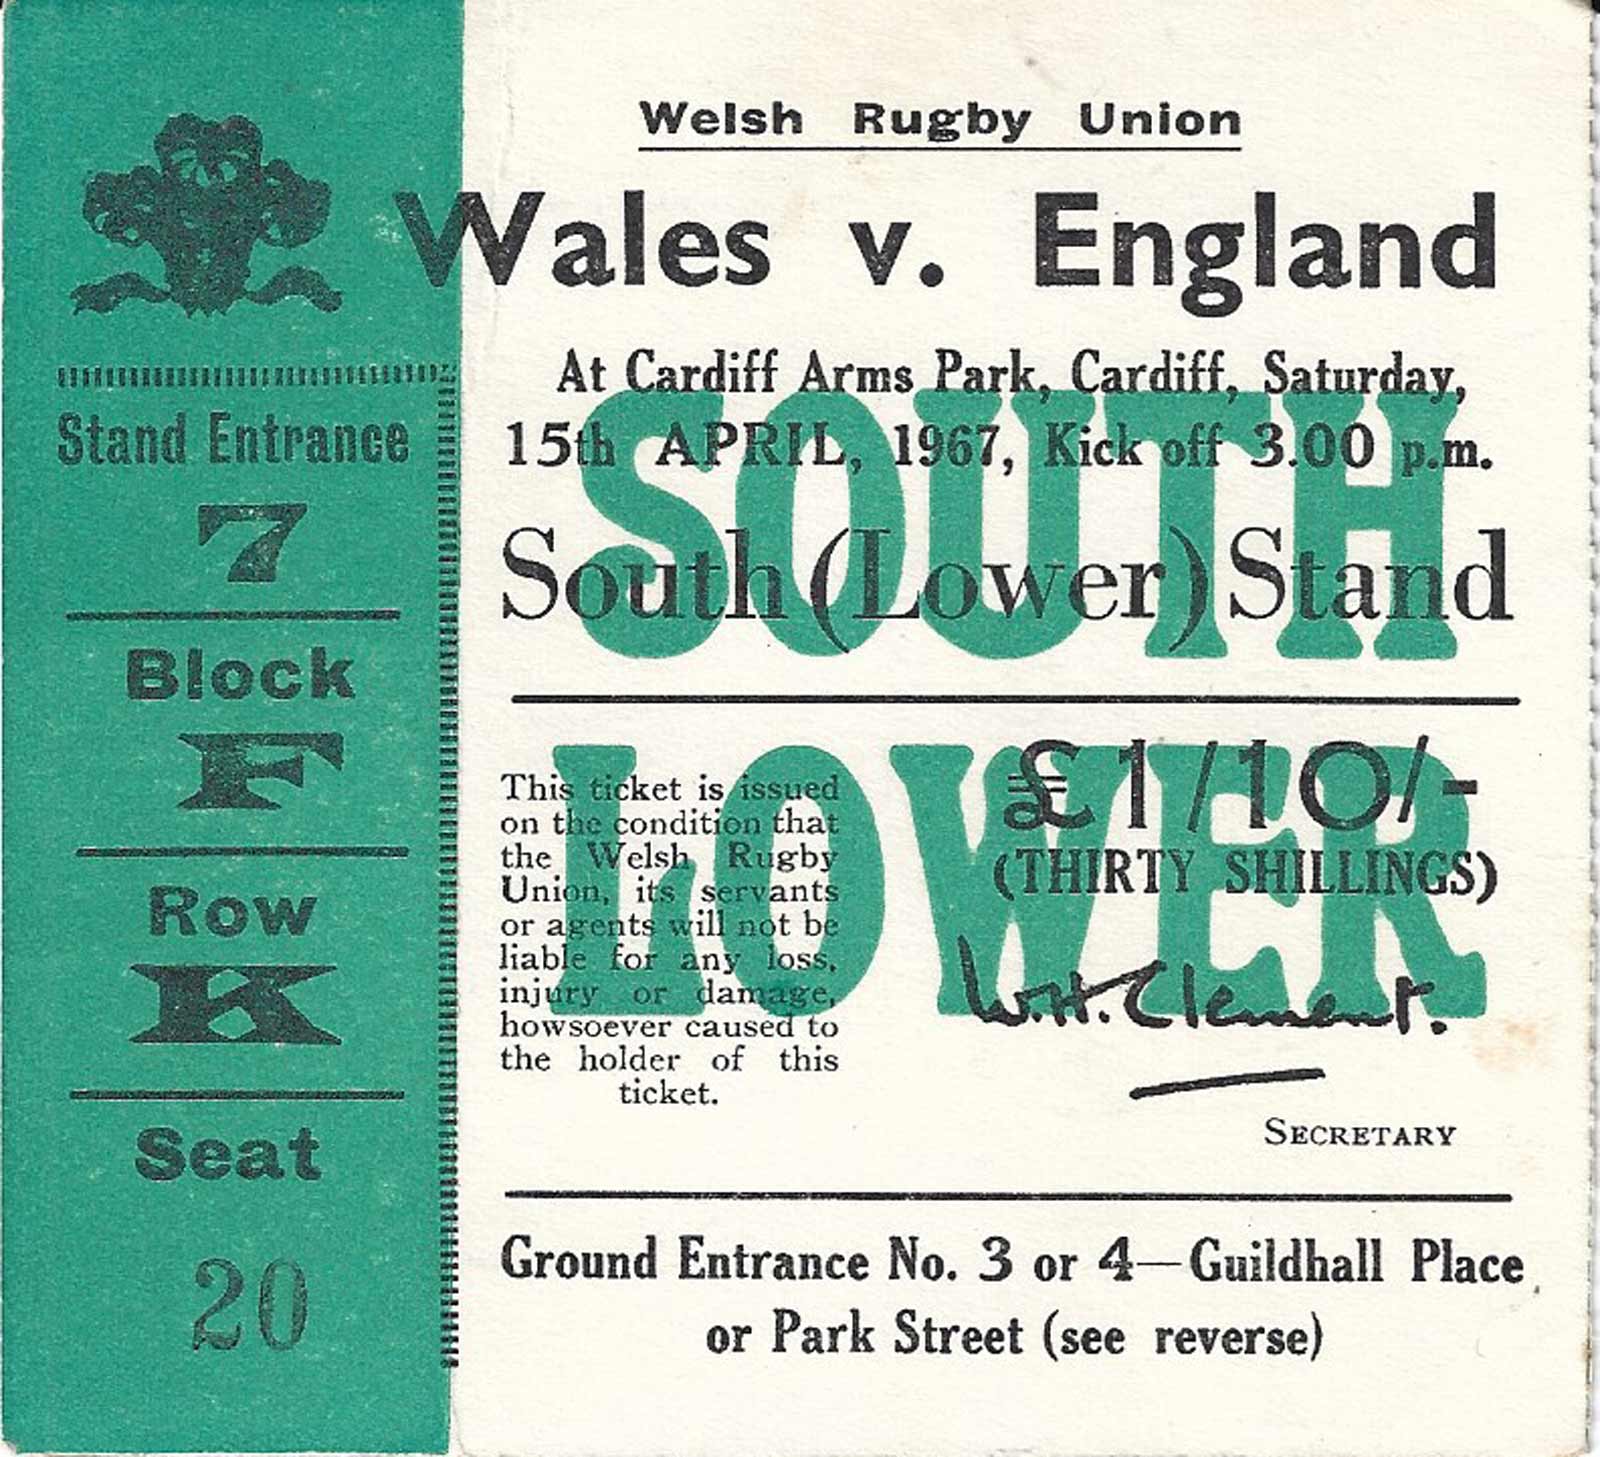 Welsh Rugby Union
Wales v. England
At Cardiff Arms Park, Cardiff, Saturday,
15th APRIL, 1967, Kick off 3.00 p.m.
South (Lower) Stand
SOUTH
LOWER
£1/10/-
(THIRTY SHILLINGS)
This ticket is issued
on the condition that
the Welsh Rugby
Union, its servants
or agents will not be
liable for any loss,
injury or damage,
howsoever caused to
the holder of this
ticket.
W.H. Clement.
SECRETARY
Ground Entrance No. 3 or 4—Guildhall Place
or Park Street (see reverse)
Stand Entrance
7
Block
F
Row
K
Seat
20